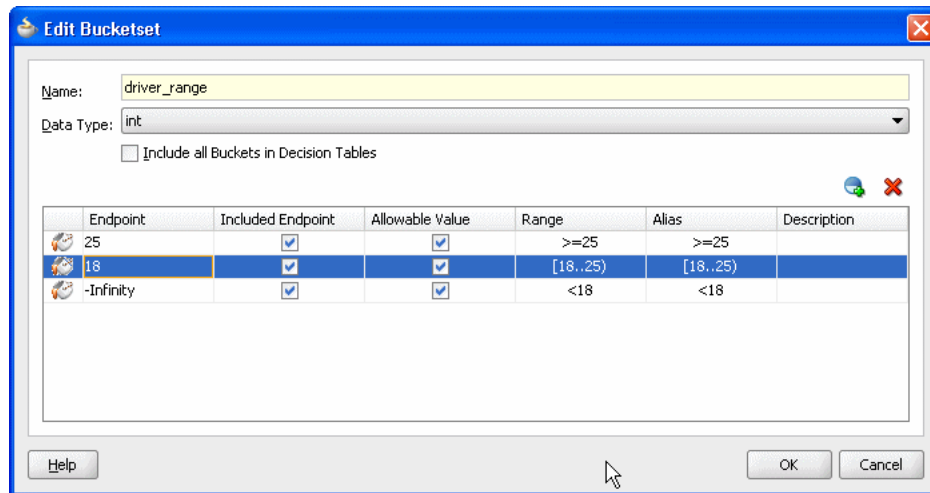 Edit Bucketset
Name: driver_range
Data Type: int
Include all Buckets in Decision Tables
Endpoint Included Endpoint Allowable Value Range Alias Description
25 >=25 >=25
18 [18..25) [18..25)
-Infinity <18 <18
Help OK Cancel